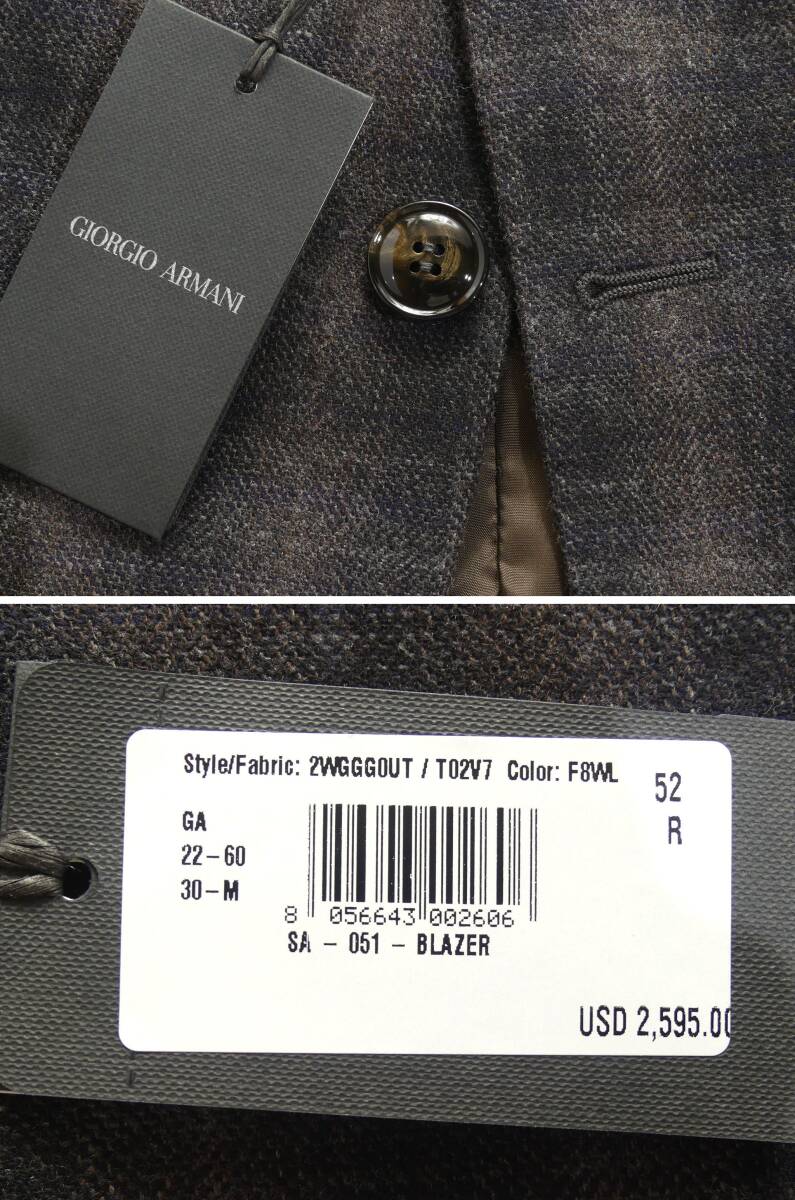 GIORGIO ARMANI
Style/Fabric: 2WGGG0UT / T02V7 Color: F8WL
52
R
GA
22-60
30-M
8 056643 002606
SA - 051 - BLAZER
USD 2,595.00